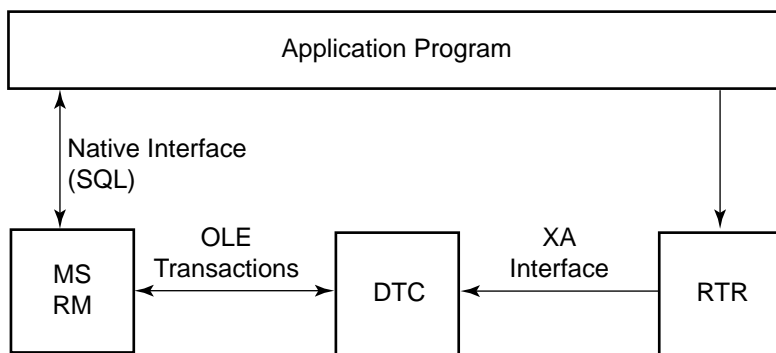 Application Program
Native Interface
(SQL)
OLE
Transactions
XA
Interface
MS
RM
DTC
RTR